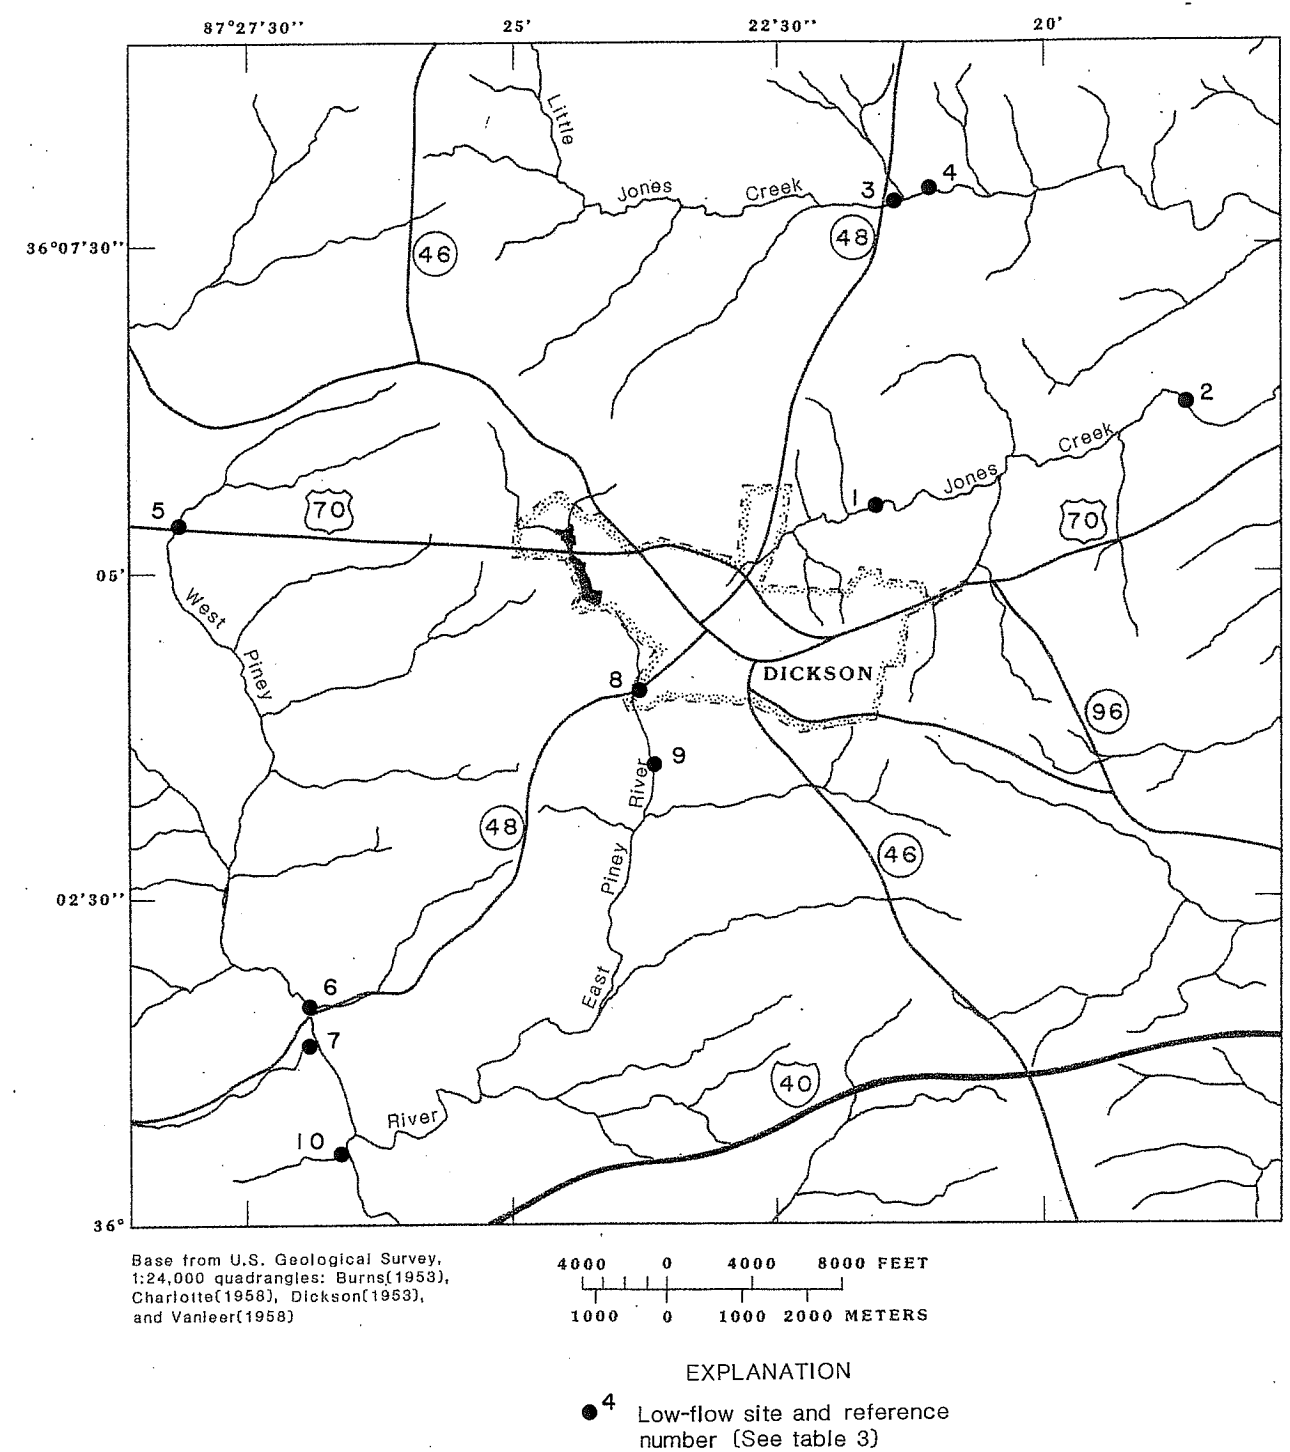 87°27'30'' 25' 22'30'' 20'
Little
Jones Creek
3
4
36°07'30''
46
48
2
Creek
Jones
1
5
70
70
05'
West
Piney
DICKSON
8
96
9
River
48
46
Piney
02'30''
East
6
7
40
River
10
36°
Base from U.S. Geological Survey,
1:24,000 quadrangles: Burns(1953),
Charlotte(1958), Dickson(1953),
and Vanleer(1958)
4000 0 4000 8000 FEET
1000 0 1000 2000 METERS
EXPLANATION
4 Low-flow site and reference
number (See table 3)